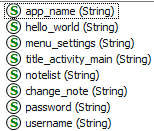 S app_name (String)
S hello_world (String)
S menu_settings (String)
S title_activity_main (String)
S notelist (String)
S change_note (String)
S password (String)
S username (String)